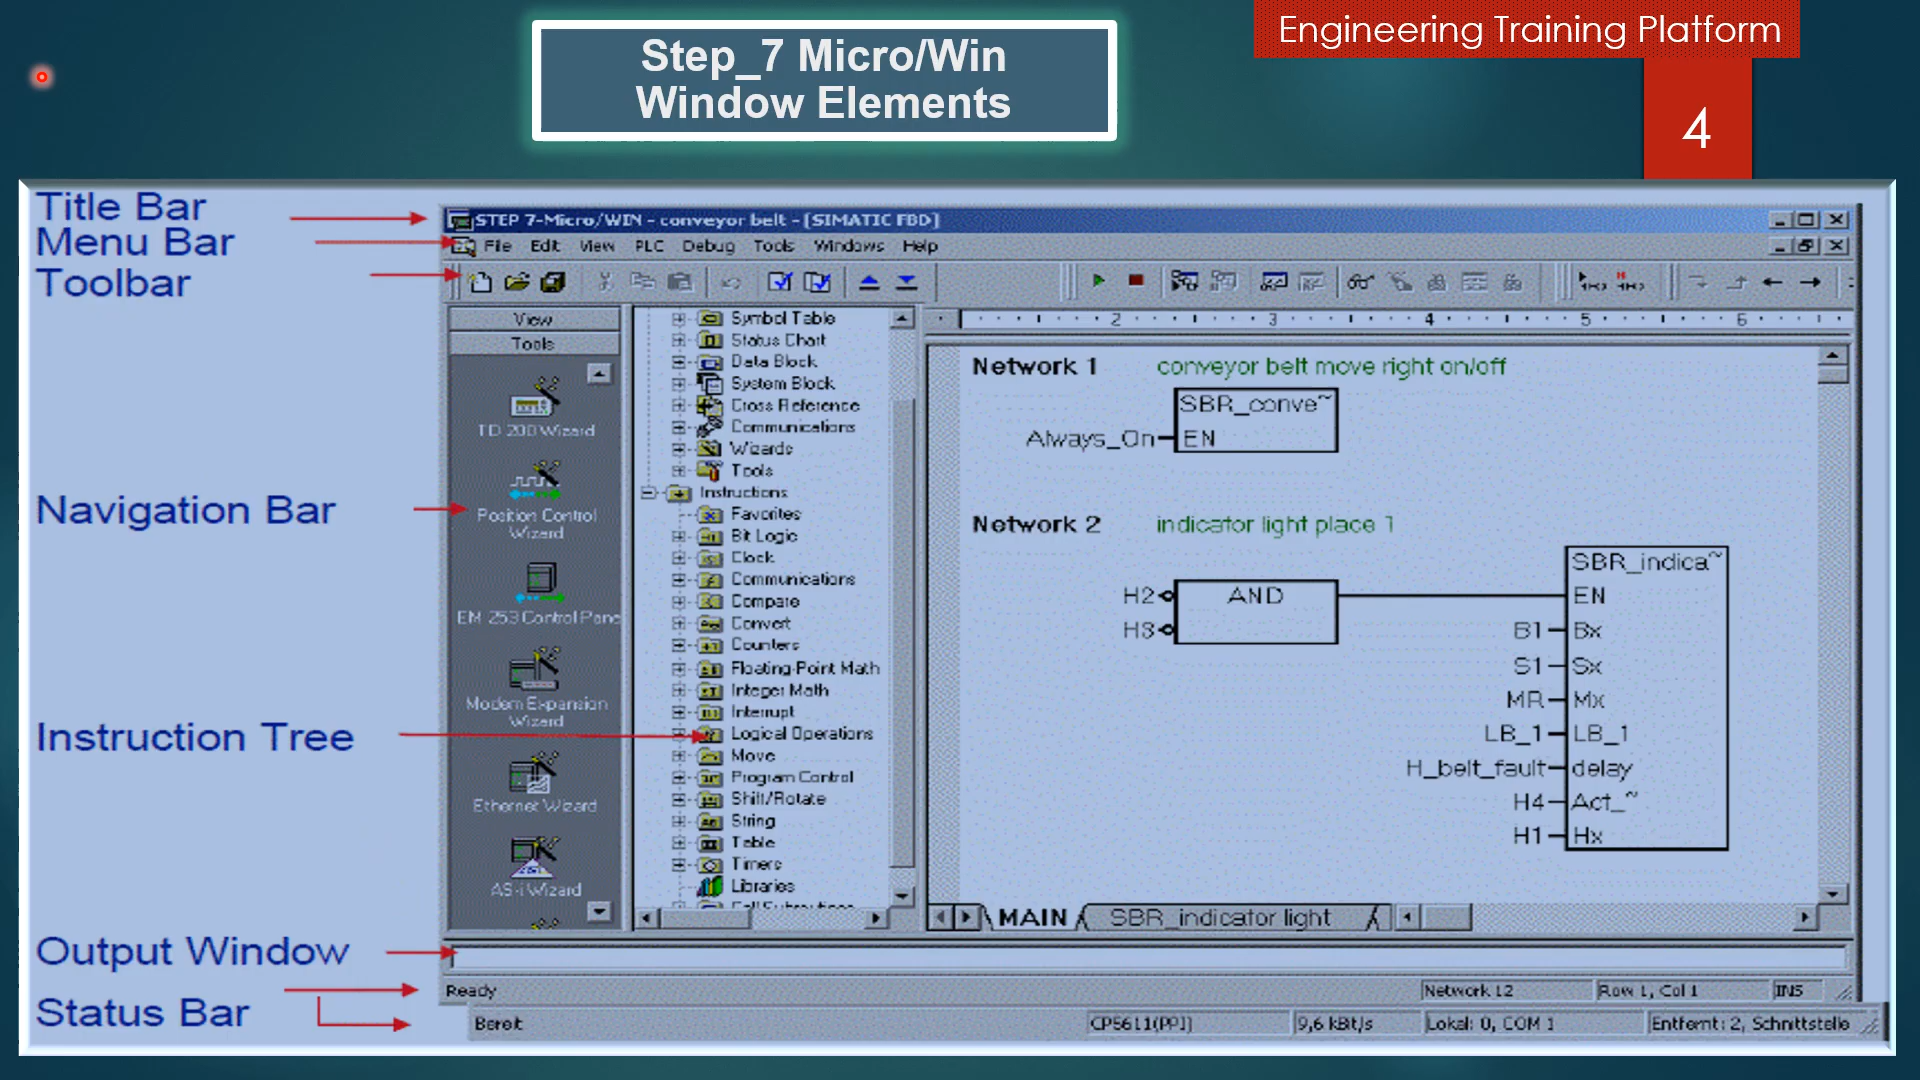 Engineering Training Platform
Step_7 Micro/Win
Window Elements
4
Title Bar
Menu Bar
Toolbar
Navigation Bar
Instruction Tree
Output Window
Status Bar
STEP 7-Micro/WIN - conveyor belt - [SIMATIC FBD]
File Edit View PLC Debug Tools Windows Help
View
Tools
TD 200 Wizard
Position Control
Wizard
EM 253 Control Pane
Modem Expansion
Wizard
Ethernet Wizard
AS-i Wizard
Symbol Table
Status Chart
Data Block
System Block
Cross Reference
Communications
Wizards
Tools
Instructions
Favorites
Bit Logic
Clock
Communications
Compare
Convert
Counters
Floating-Point Math
Integer Math
Interrupt
Logical Operations
Move
Program Control
Shift/Rotate
String
Table
Timers
Libraries
Call Subroutines
2 3 4 5 6
Network 1 conveyor belt move right on/off
SBR_conve~
Always_On EN
Network 2 indicator light place 1
SBR_indica~
H2 AND EN
H3 B1 Bx
S1 Sx
MR Mx
LB_1 LB_1
H_belt_fault delay
H4 Act_~
H1 Hx
MAIN SBR_indicator light
Ready Network 12 Row 1, Col 1 INS
Bereit CP5611(PPI) 9,6 kBit/s Lokal: 0, COM 1 Entfernt: 2, Schnittstelle